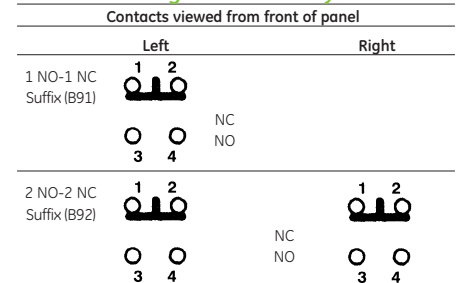 Contacts viewed from front of panel
Left Right
1 NO-1 NC
Suffix (B91)
1 2
NC
NO
3 4
2 NO-2 NC
Suffix (B92)
1 2 1 2
NC
NO
3 4 3 4